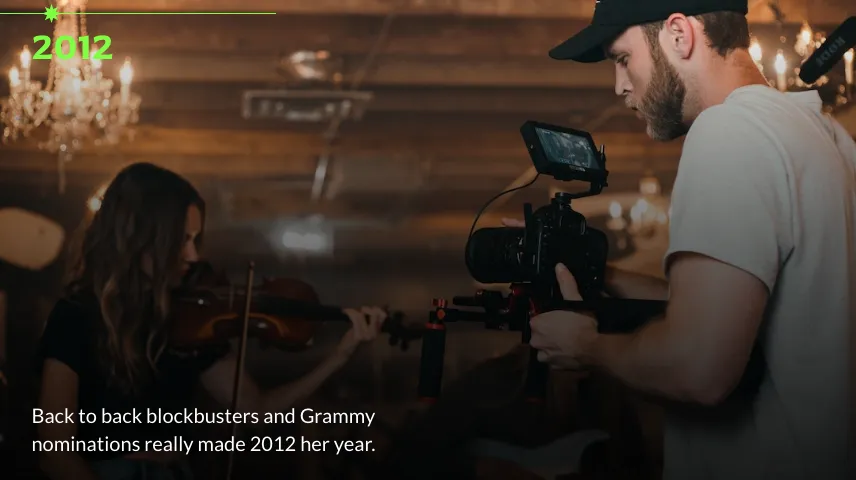 2012
Back to back blockbusters and Grammy
nominations really made 2012 her year.